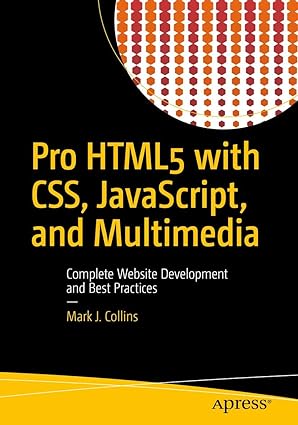 Pro HTML5 with
CSS, JavaScript,
and Multimedia
Complete Website Development
and Best Practices
—
Mark J. Collins
Apress®